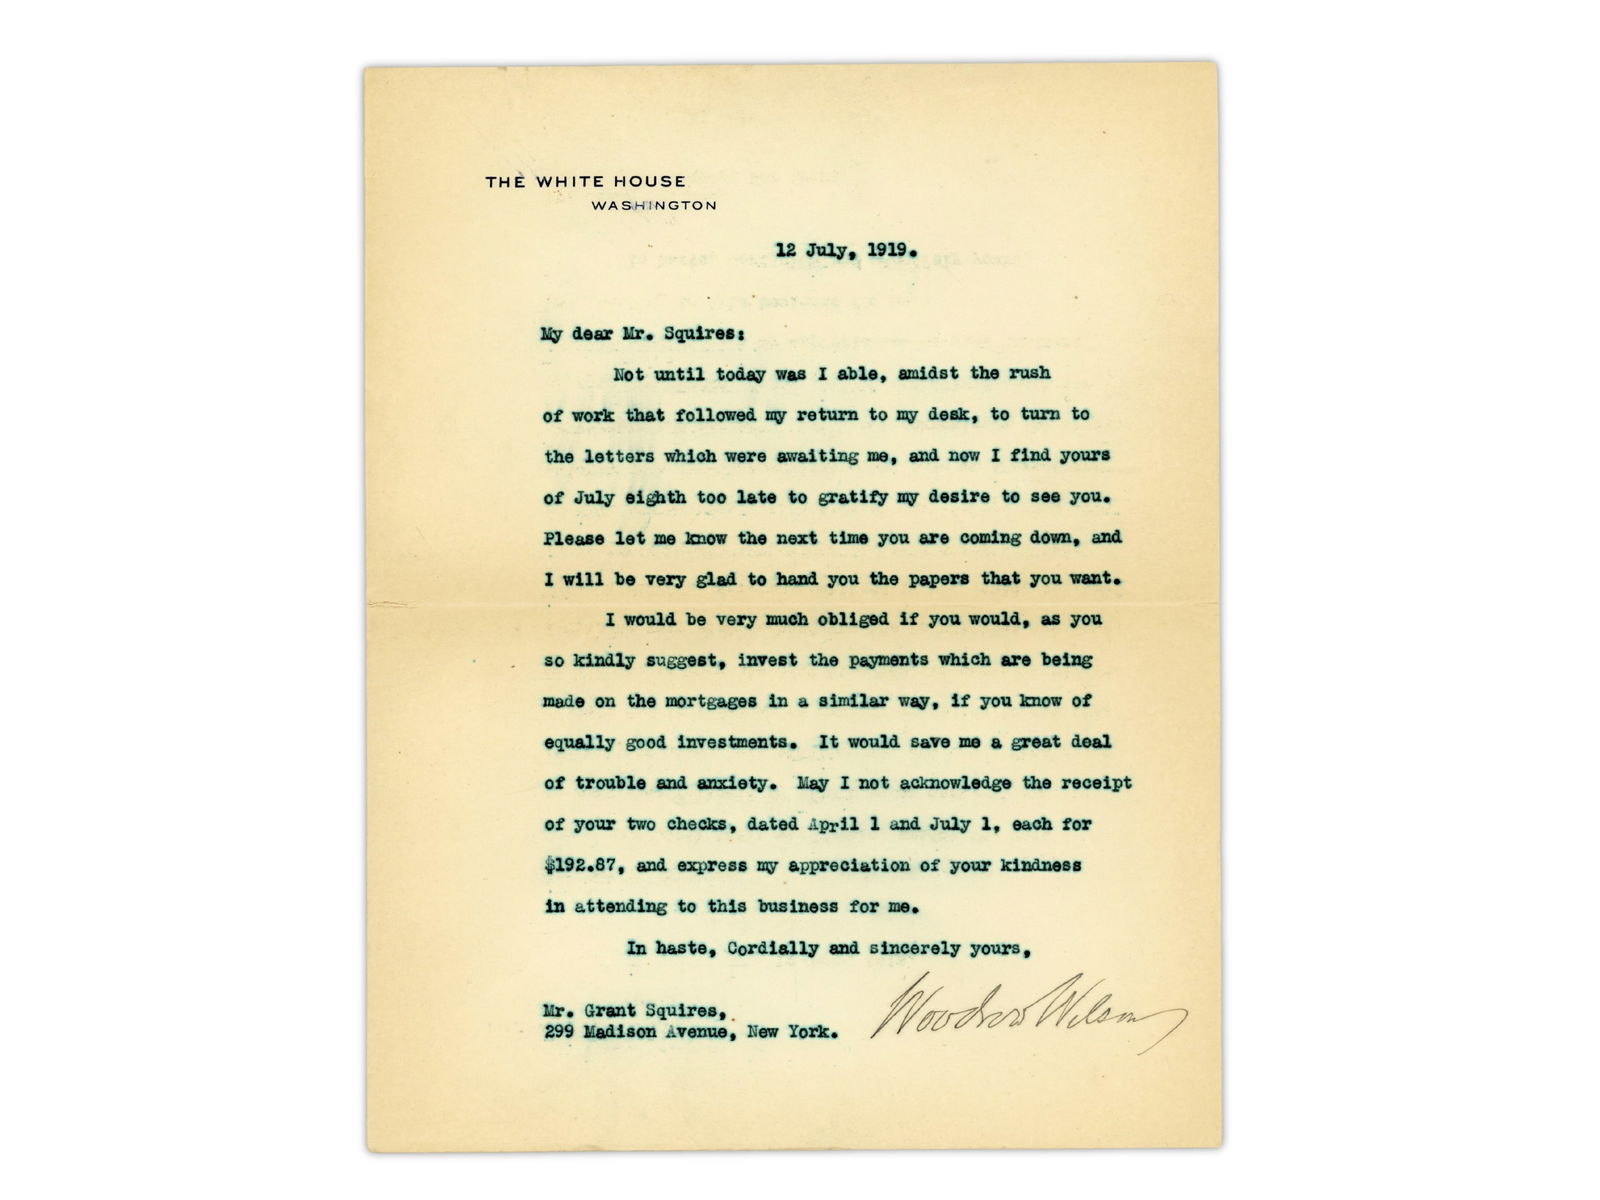 THE WHITE HOUSE
WASHINGTON
12 July, 1919.
My dear Mr. Squires:
Not until today was I able, amidst the rush
of work that followed my return to my desk, to turn to
the letters which were awaiting me, and now I find yours
of July eighth too late to gratify my desire to see you.
Please let me know the next time you are coming down, and
I will be very glad to hand you the papers that you want.
I would be very much obliged if you would, as you
so kindly suggest, invest the payments which are being
made on the mortgages in a similar way, if you know of
equally good investments. It would save me a great deal
of trouble and anxiety. May I not acknowledge the receipt
of your two checks, dated April 1 and July 1, each for
$192.87, and express my appreciation of your kindness
in attending to this business for me.
In haste, Cordially and sincerely yours,
Woodrow Wilson
Mr. Grant Squires,
299 Madison Avenue, New York.